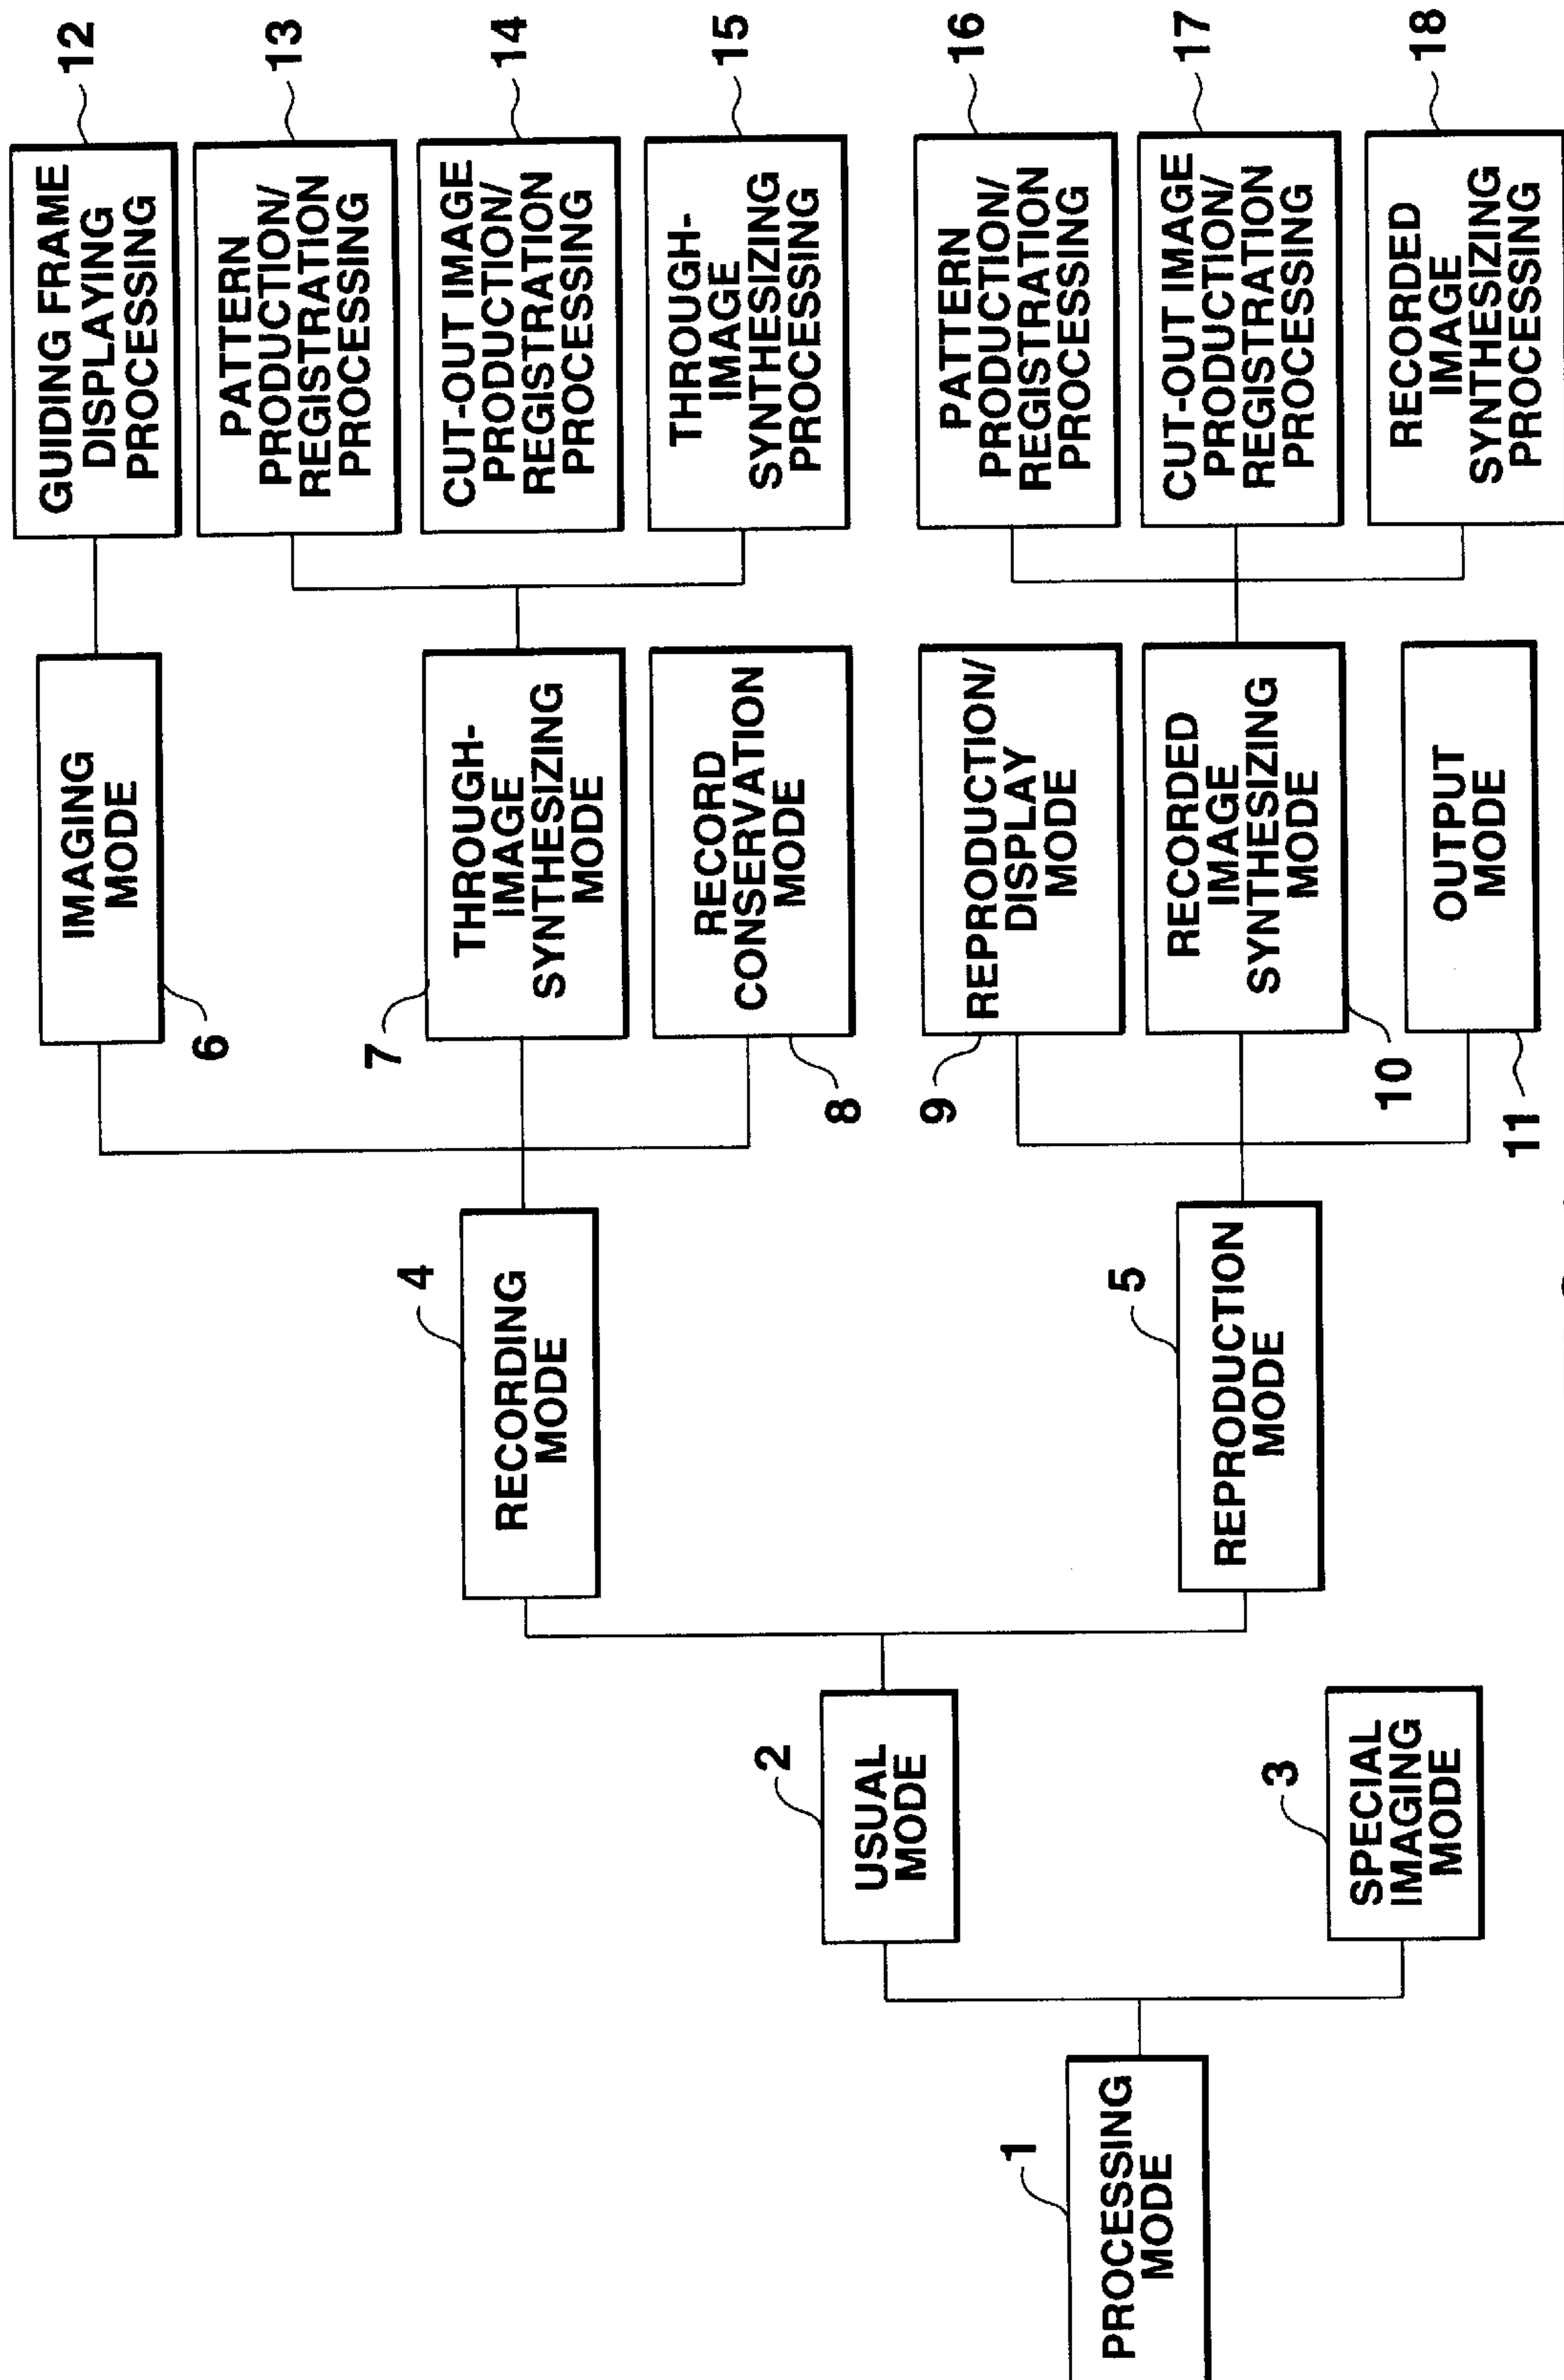 1
PROCESSING
MODE
2
USUAL
MODE
3
SPECIAL
IMAGING
MODE
4
RECORDING
MODE
5
REPRODUCTION
MODE
IMAGING
MODE
6
7
THROUGH-
IMAGE
SYNTHESIZING
MODE
RECORD
CONSERVATION
MODE
8
REPRODUCTION/
DISPLAY
MODE
9
RECORDED
IMAGE
SYNTHESIZING
MODE
10
OUTPUT
MODE
11
GUIDING FRAME
DISPLAYING
PROCESSING
12
PATTERN
PRODUCTION/
REGISTRATION
PROCESSING
13
CUT-OUT IMAGE
PRODUCTION/
REGISTRATION
PROCESSING
14
THROUGH-
IMAGE
SYNTHESIZING
PROCESSING
15
PATTERN
PRODUCTION/
REGISTRATION
PROCESSING
16
CUT-OUT IMAGE
PRODUCTION/
REGISTRATION
PROCESSING
17
RECORDED
IMAGE
SYNTHESIZING
PROCESSING
18